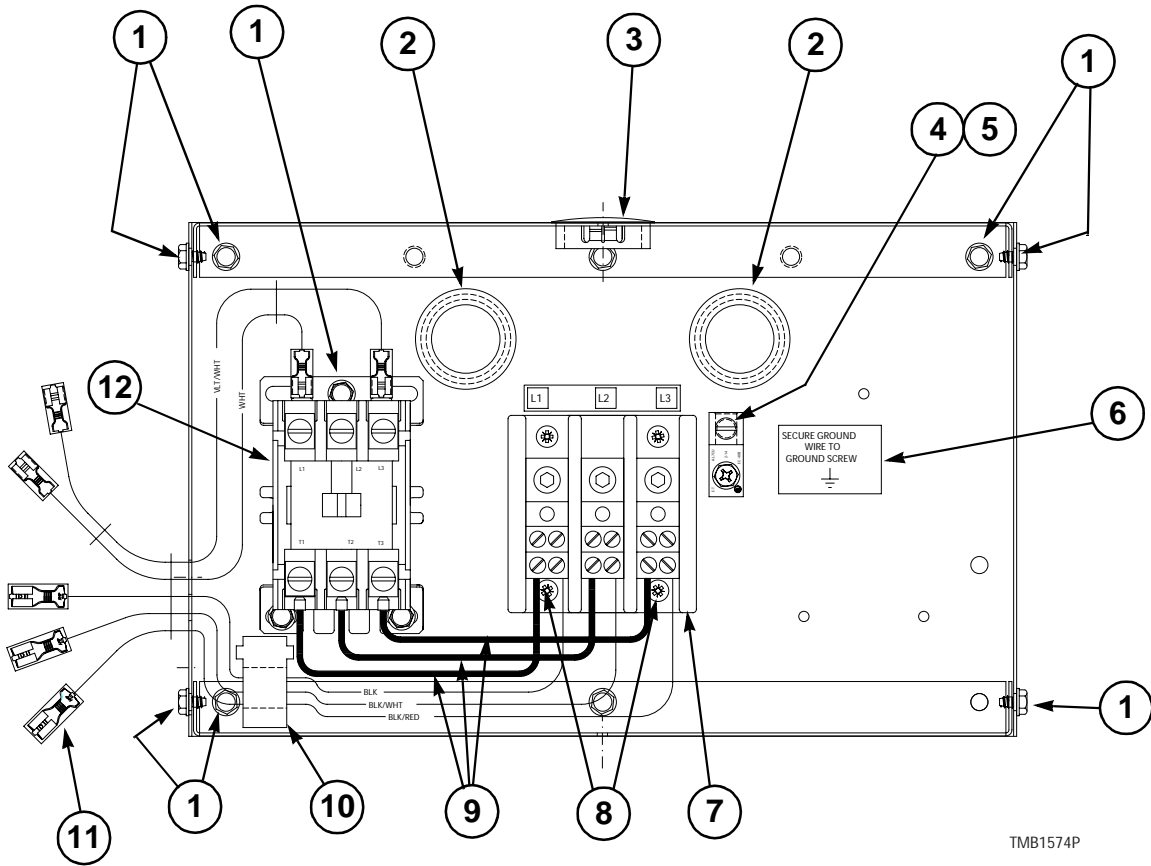 1
1
2
3
2
1
4
5
12
6
VLT/WHT
WHT
L1
L2
L3
SECURE GROUND
WIRE TO
GROUND SCREW
L1
L2
L3
T1
T2
T3
BLK
BLK/WHT
BLK/RED
11
1
10
9
8
7
1
TMB1574P